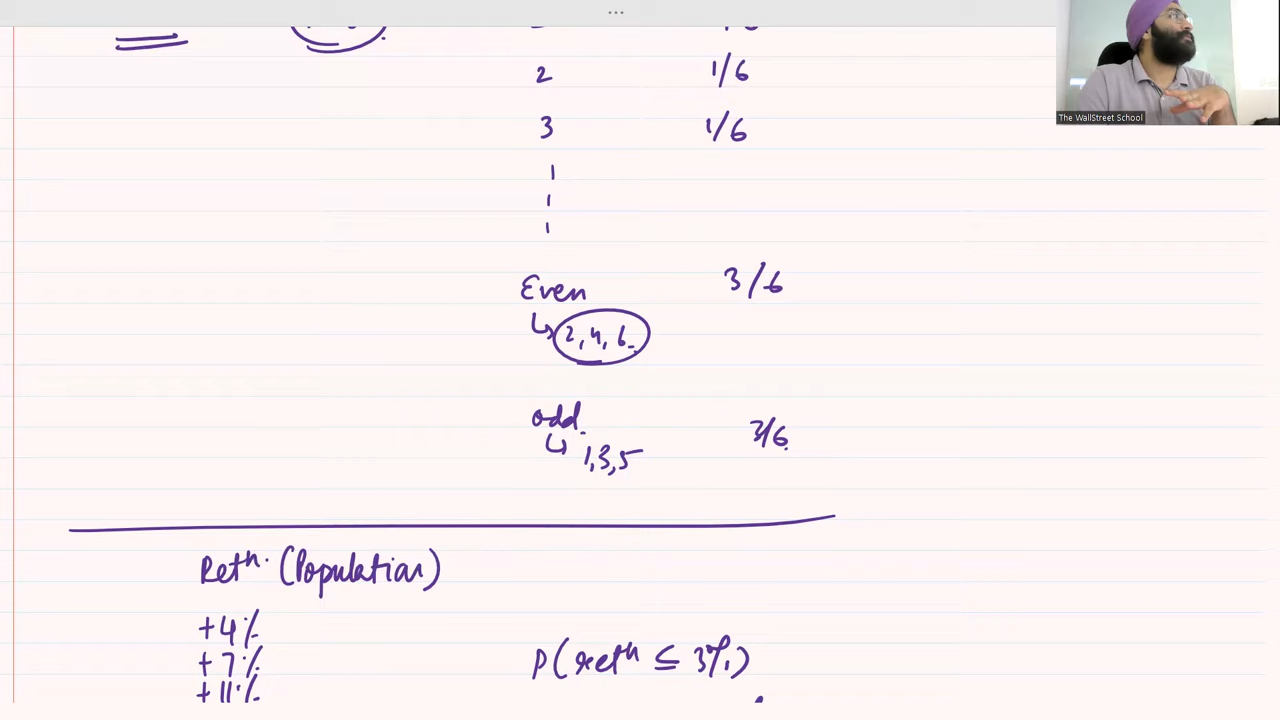 2 1/6
3 1/6
Even 3/6
2, 4, 6
odd 3/6
1, 3, 5
Retn. (Population)
+4%
+7% P(retn ≤ 3%)
+11%
The WallStreet School